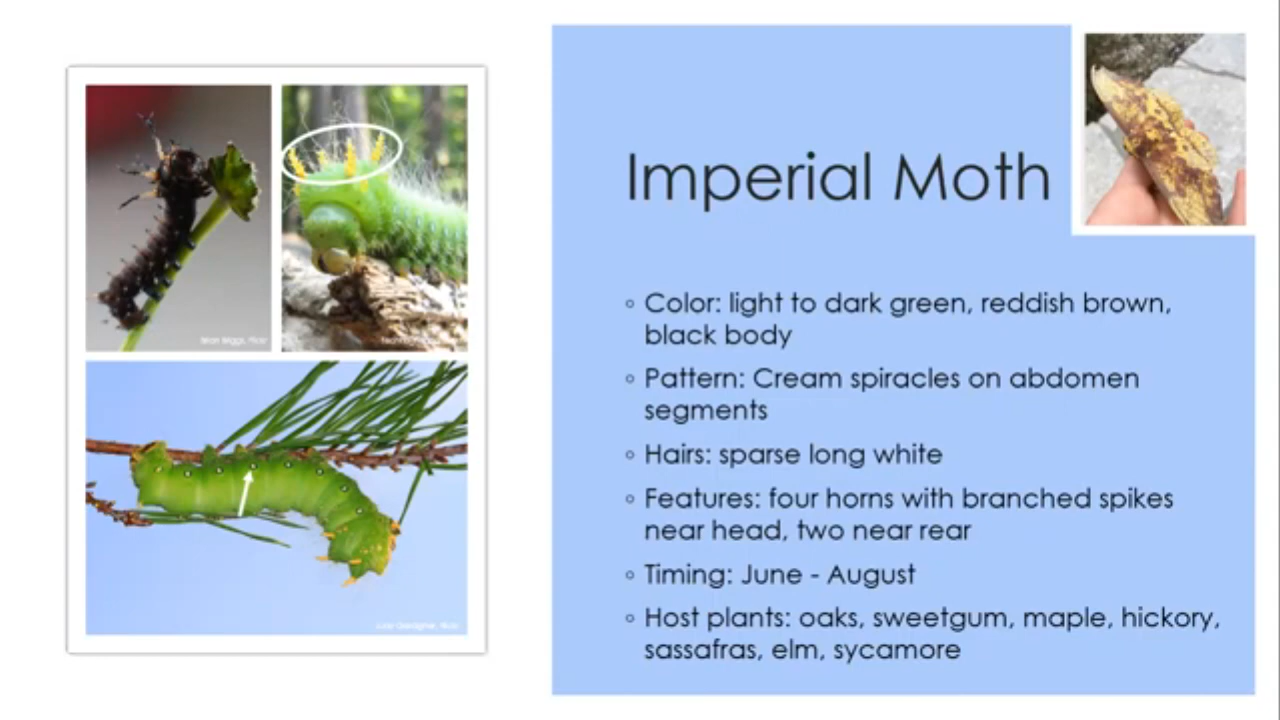 Imperial Moth
◦ Color: light to dark green, reddish brown,
black body
◦ Pattern: Cream spiracles on abdomen
segments
◦ Hairs: sparse long white
◦ Features: four horns with branched spikes
near head, two near rear
◦ Timing: June - August
◦ Host plants: oaks, sweetgum, maple, hickory,
sassafras, elm, sycamore